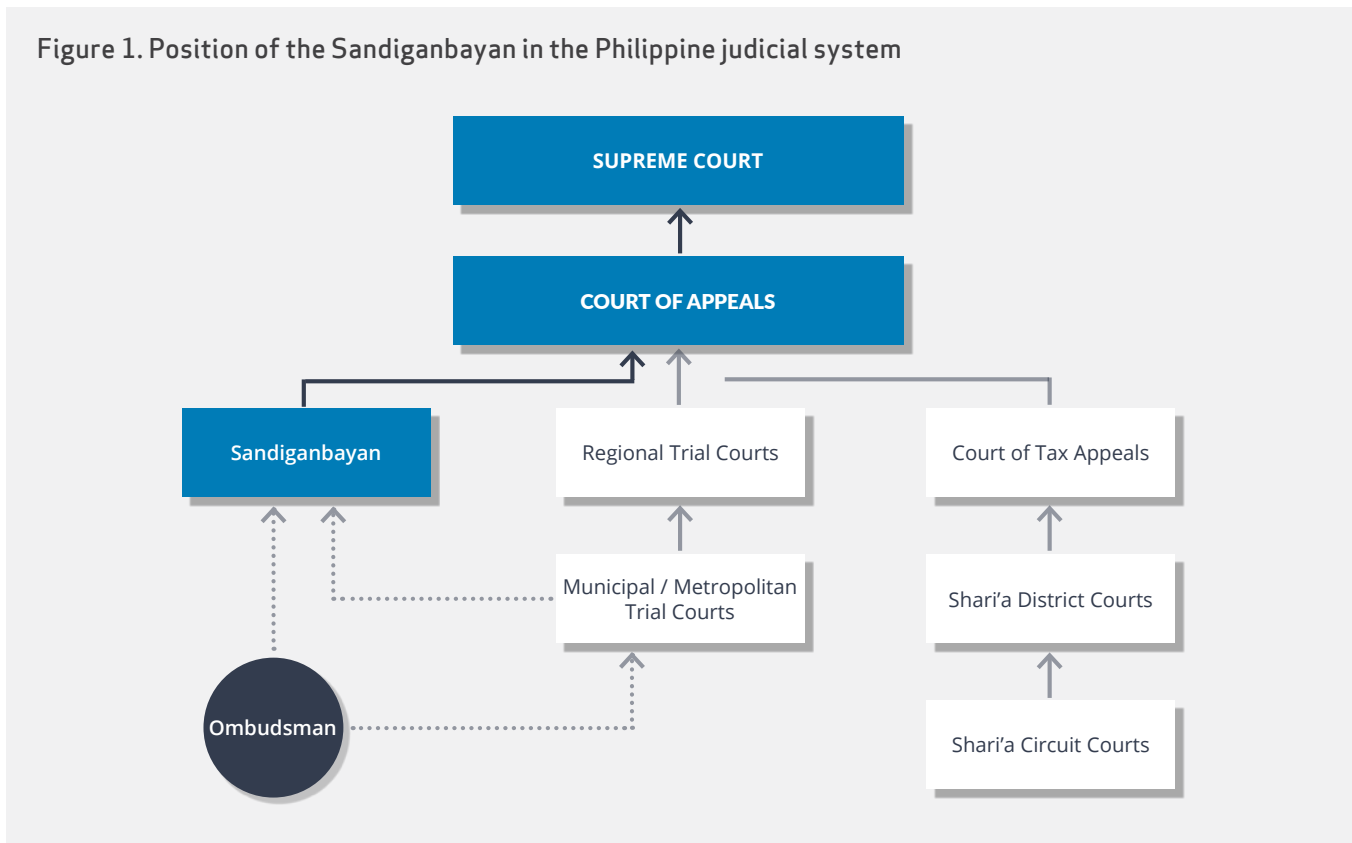 Figure 1. Position of the Sandiganbayan in the Philippine judicial system
SUPREME COURT
COURT OF APPEALS
Sandiganbayan
Regional Trial Courts
Court of Tax Appeals
Municipal / Metropolitan
Trial Courts
Shari’a District Courts
Ombudsman
Shari’a Circuit Courts